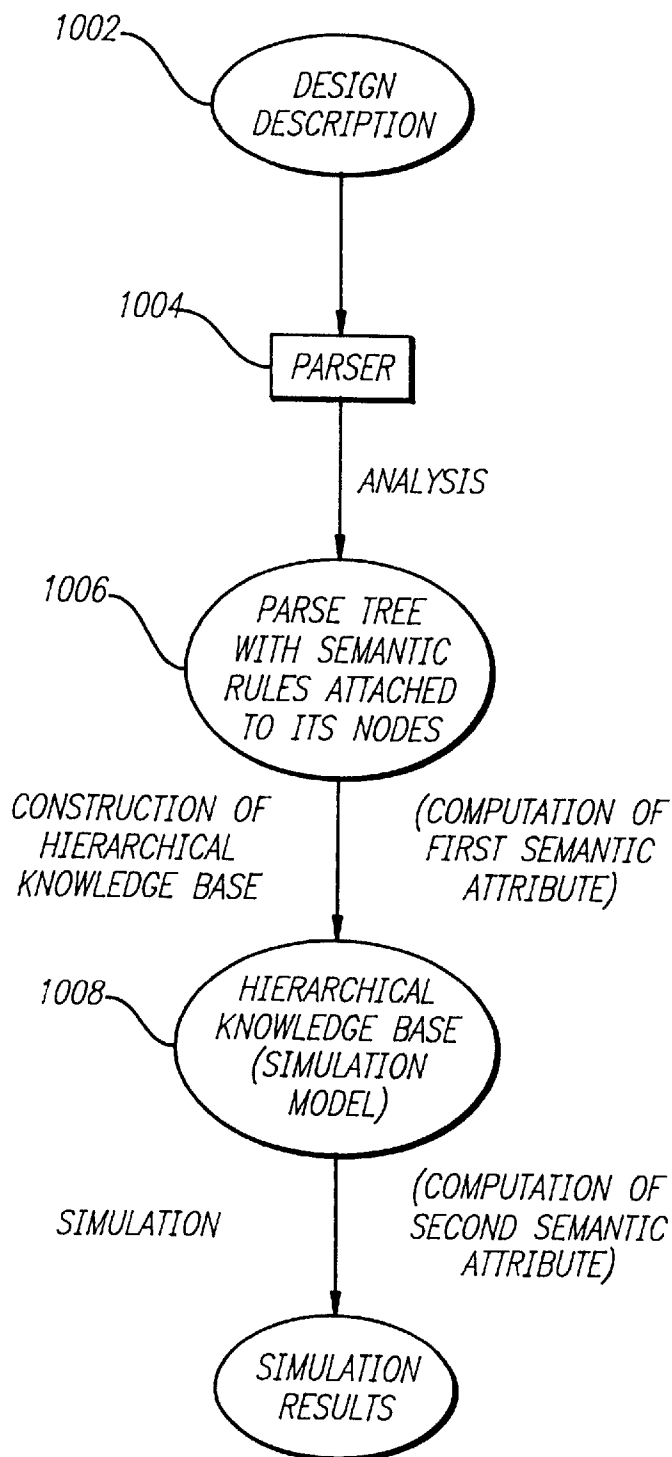 1002
DESIGN
DESCRIPTION
1004
PARSER
ANALYSIS
1006
PARSE TREE
WITH SEMANTIC
RULES ATTACHED
TO ITS NODES
CONSTRUCTION OF
HIERARCHICAL
KNOWLEDGE BASE
(COMPUTATION OF
FIRST SEMANTIC
ATTRIBUTE)
1008
HIERARCHICAL
KNOWLEDGE BASE
(SIMULATION
MODEL)
SIMULATION
(COMPUTATION OF
SECOND SEMANTIC
ATTRIBUTE)
SIMULATION
RESULTS